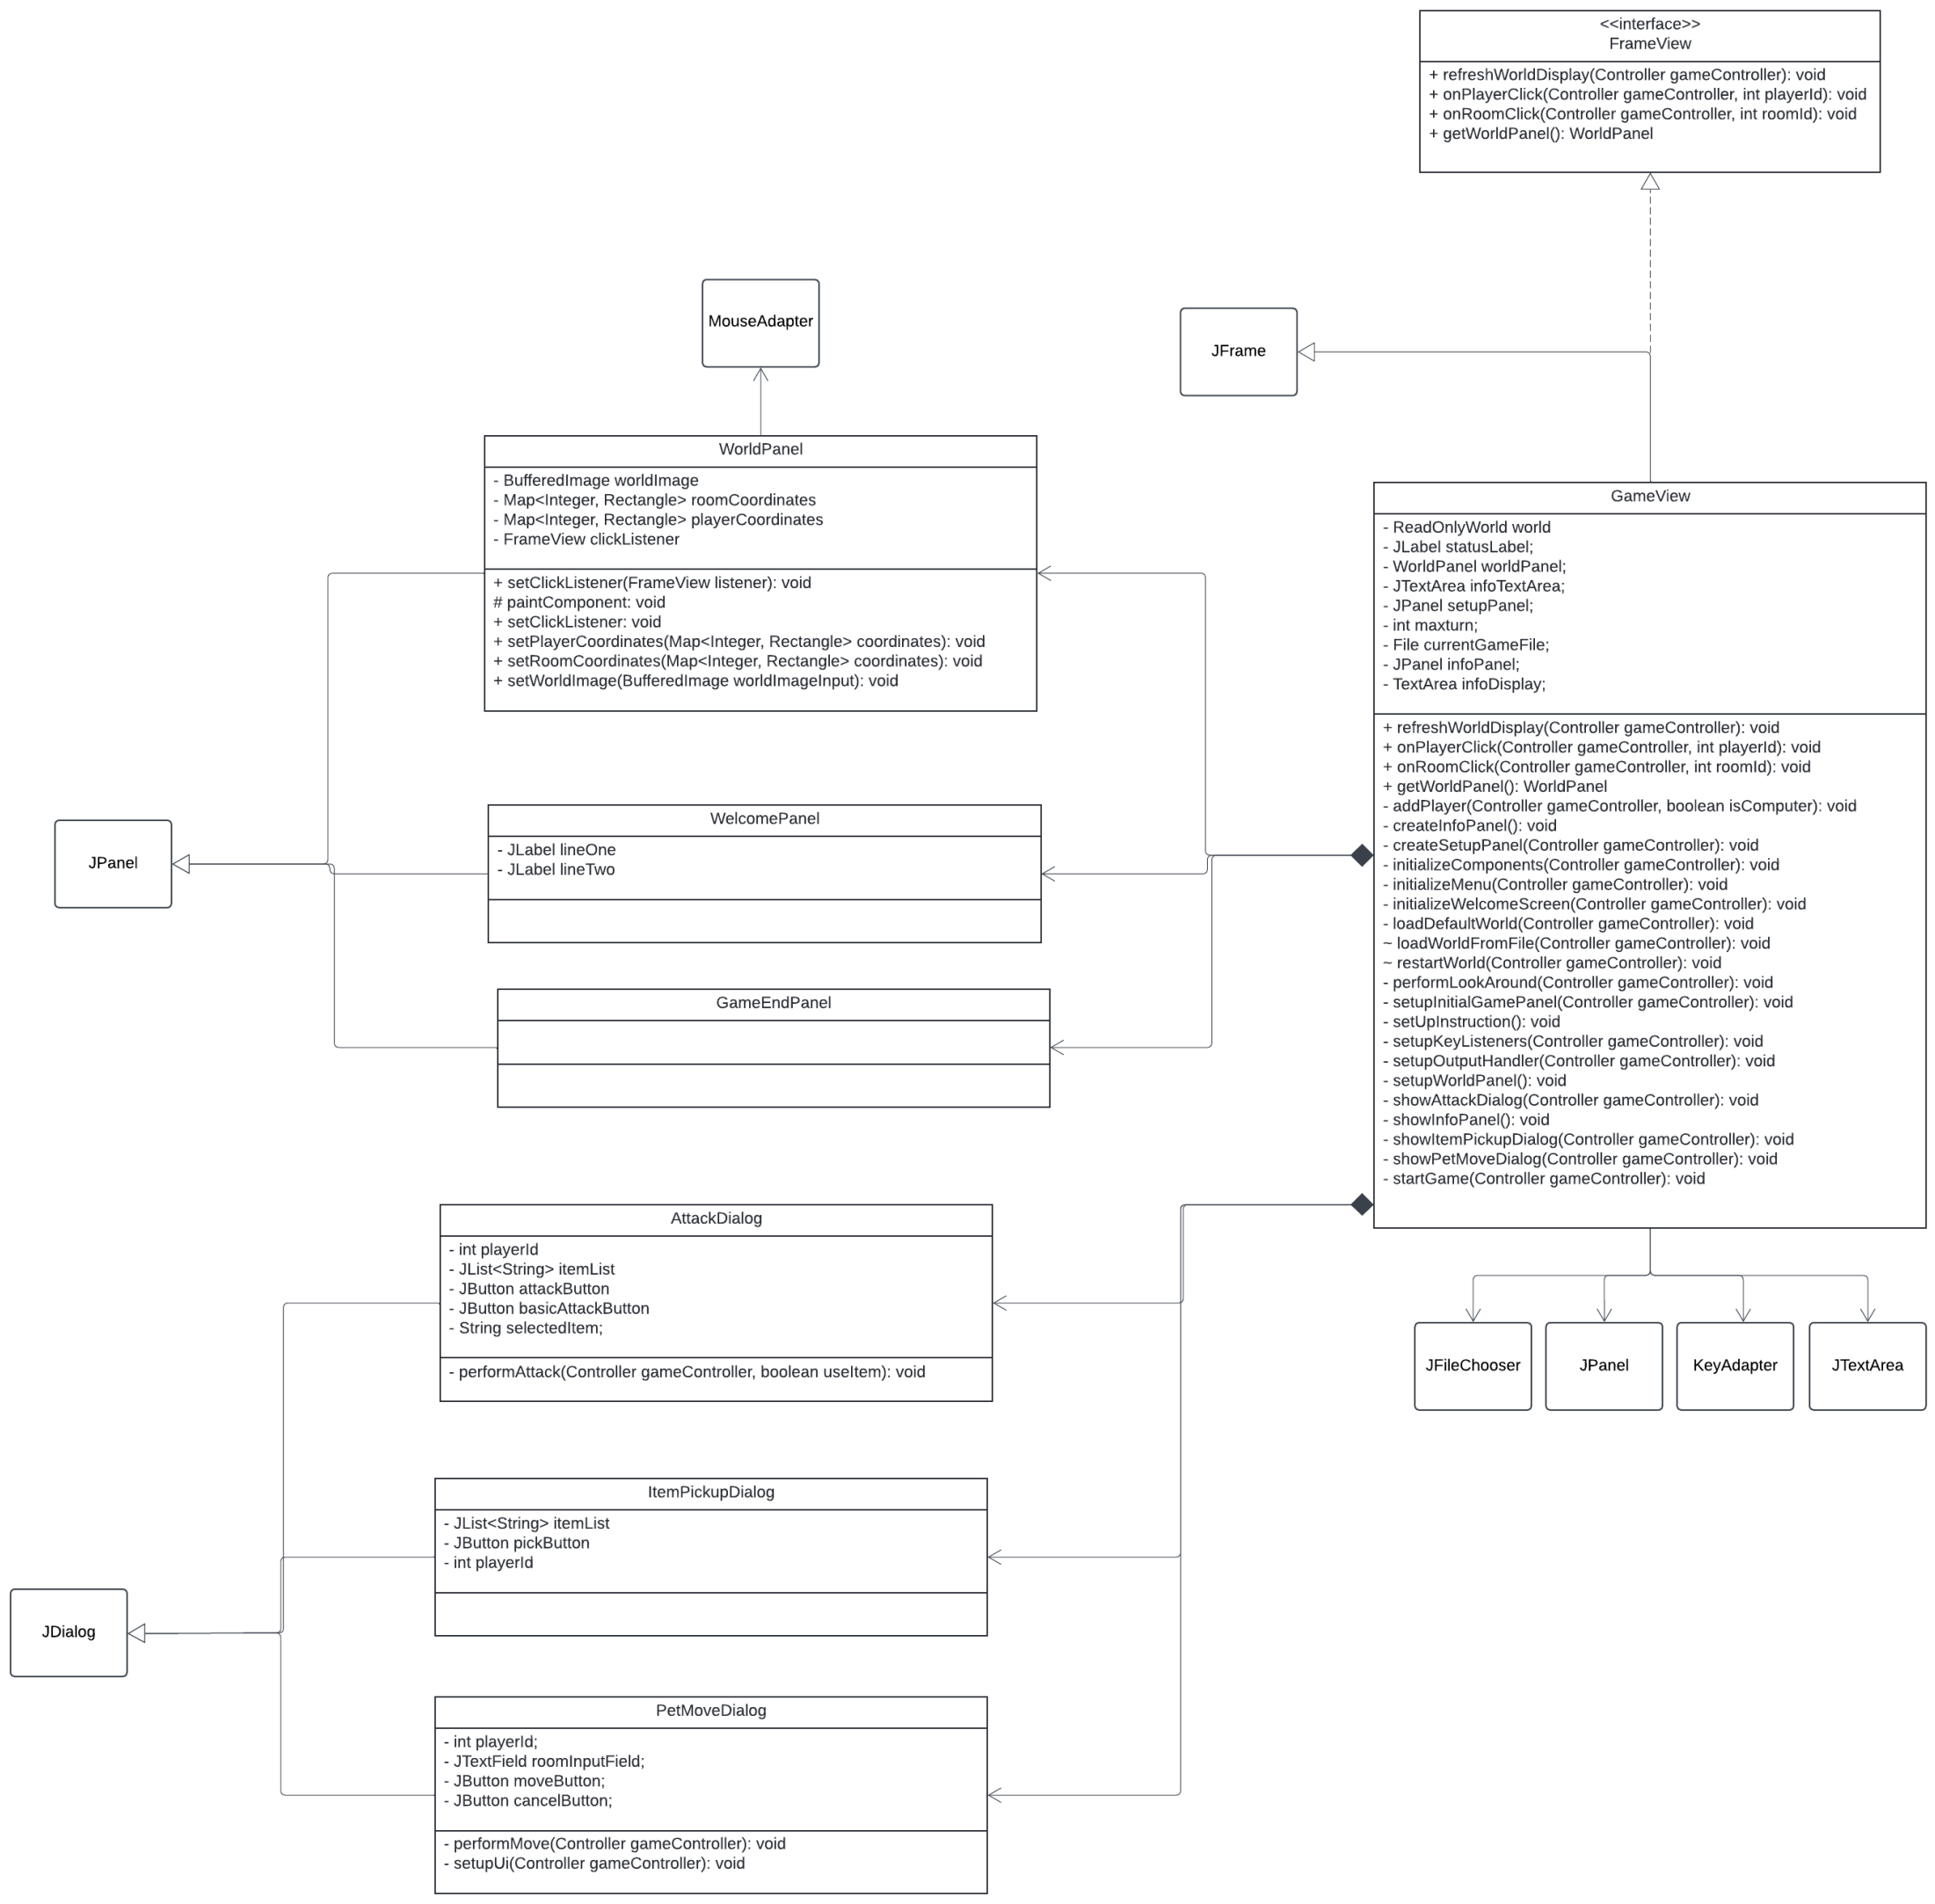 <<interface>>
FrameView
+ refreshWorldDisplay(Controller gameController): void
+ onPlayerClick(Controller gameController, int playerId): void
+ onRoomClick(Controller gameController, int roomId): void
+ getWorldPanel(): WorldPanel
MouseAdapter
JFrame
WorldPanel
- BufferedImage worldImage
- Map<Integer, Rectangle> roomCoordinates
- Map<Integer, Rectangle> playerCoordinates
- FrameView clickListener
+ setClickListener(FrameView listener): void
# paintComponent: void
+ setClickListener: void
+ setPlayerCoordinates(Map<Integer, Rectangle> coordinates): void
+ setRoomCoordinates(Map<Integer, Rectangle> coordinates): void
+ setWorldImage(BufferedImage worldImageInput): void
GameView
- ReadOnlyWorld world
- JLabel statusLabel;
- WorldPanel worldPanel;
- JTextArea infoTextArea;
- JPanel setupPanel;
- int maxturn;
- File currentGameFile;
- JPanel infoPanel;
- TextArea infoDisplay;
+ refreshWorldDisplay(Controller gameController): void
+ onPlayerClick(Controller gameController, int playerId): void
+ onRoomClick(Controller gameController, int roomId): void
+ getWorldPanel(): WorldPanel
- addPlayer(Controller gameController, boolean isComputer): void
- createInfoPanel(): void
- createSetupPanel(Controller gameController): void
- initializeComponents(Controller gameController): void
- initializeMenu(Controller gameController): void
- initializeWelcomeScreen(Controller gameController): void
- loadDefaultWorld(Controller gameController): void
~ loadWorldFromFile(Controller gameController): void
~ restartWorld(Controller gameController): void
- performLookAround(Controller gameController): void
- setupInitialGamePanel(Controller gameController): void
- setUpInstruction(): void
- setupKeyListeners(Controller gameController): void
- setupOutputHandler(Controller gameController): void
- setupWorldPanel(): void
- showAttackDialog(Controller gameController): void
- showInfoPanel(): void
- showItemPickupDialog(Controller gameController): void
- showPetMoveDialog(Controller gameController): void
- startGame(Controller gameController): void
JPanel
WelcomePanel
- JLabel lineOne
- JLabel lineTwo
GameEndPanel
AttackDialog
- int playerId
- JList<String> itemList
- JButton attackButton
- JButton basicAttackButton
- String selectedItem;
- performAttack(Controller gameController, boolean useItem): void
JFileChooser
JPanel
KeyAdapter
JTextArea
ItemPickupDialog
- JList<String> itemList
- JButton pickButton
- int playerId
JDialog
PetMoveDialog
- int playerId;
- JTextField roomInputField;
- JButton moveButton;
- JButton cancelButton;
- performMove(Controller gameController): void
- setupUi(Controller gameController): void